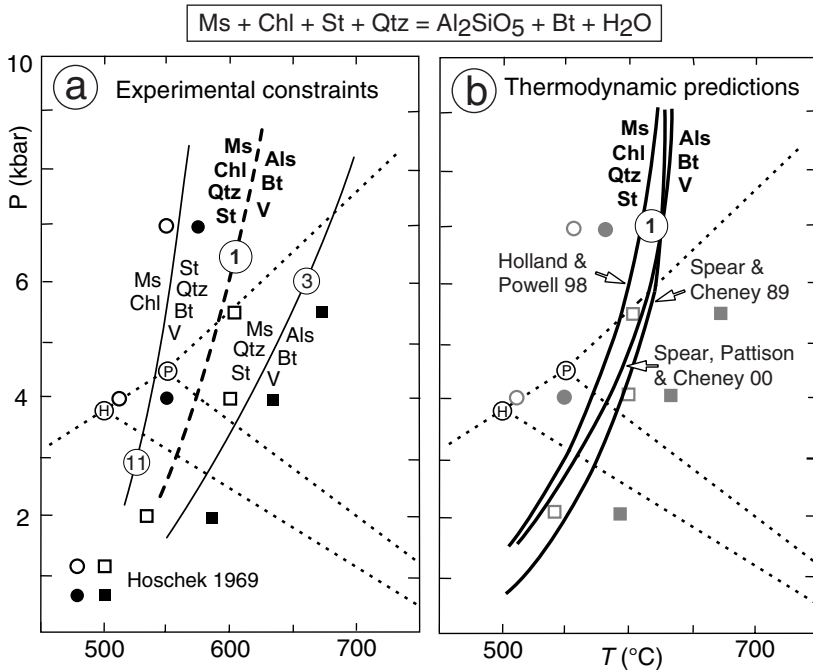 Ms + Chl + St + Qtz = Al₂SiO₅ + Bt + H₂O
10
8
6
4
2
P (kbar)
a
Experimental constraints
Ms
Chl
Qtz
St
Als
Bt
V
1
3
11
Ms
Chl
St
Qtz
Bt
V
Ms
Qtz
St
Als
Bt
V
P
H
Hoschek 1969
500
600
700
b
Thermodynamic predictions
Ms
Chl
Qtz
St
Als
Bt
V
1
Holland &
Powell 98
Spear &
Cheney 89
Spear, Pattison
& Cheney 00
P
H
500
T (°C)
700